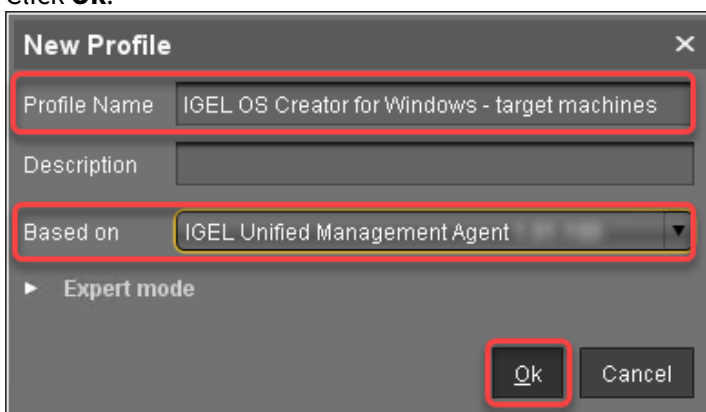 Click Ok.
New Profile ×
Profile Name IGEL OS Creator for Windows - target machines
Description
Based on IGEL Unified Management Agent
Expert mode
Ok Cancel